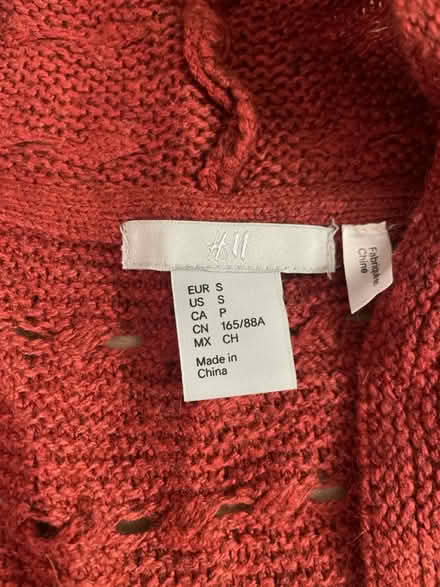 H&M
EUR S
US S
CA P
CN 165/88A
MX CH
Made in
China
Fabriqué
Chine